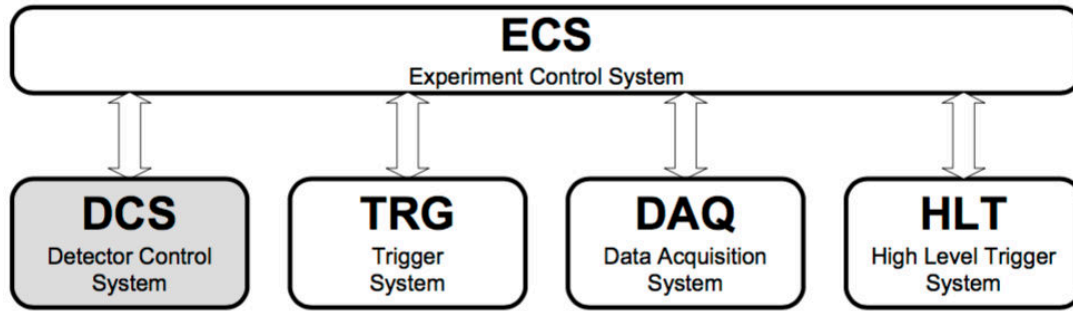 ECS
Experiment Control System
DCS
Detector Control
System
TRG
Trigger
System
DAQ
Data Acquisition
System
HLT
High Level Trigger
System